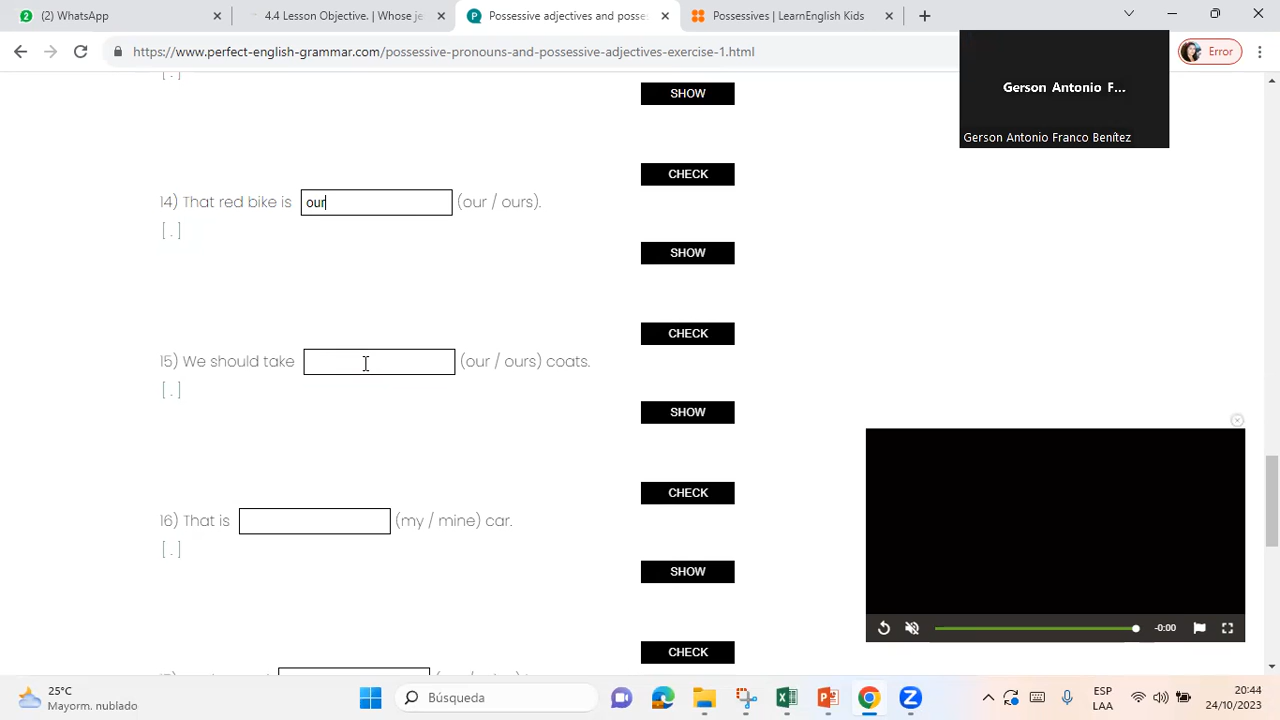 (2) WhatsApp
4.4 Lesson Objective. | Whose je
Possessive adjectives and posse
Possessives | LearnEnglish Kids
https://www.perfect-english-grammar.com/possessive-pronouns-and-possessive-adjectives-exercise-1.html
Error
Gerson Antonio F...
Gerson Antonio Franco Benítez
[ . ]
SHOW
CHECK
14) That red bike is our (our / ours).
[ . ]
SHOW
CHECK
15) We should take (our / ours) coats.
[ . ]
SHOW
CHECK
16) That is (my / mine) car.
[ . ]
SHOW
CHECK
-0:00
25°C
Mayorm. nublado
Búsqueda
ESP
LAA
20:44
24/10/2023